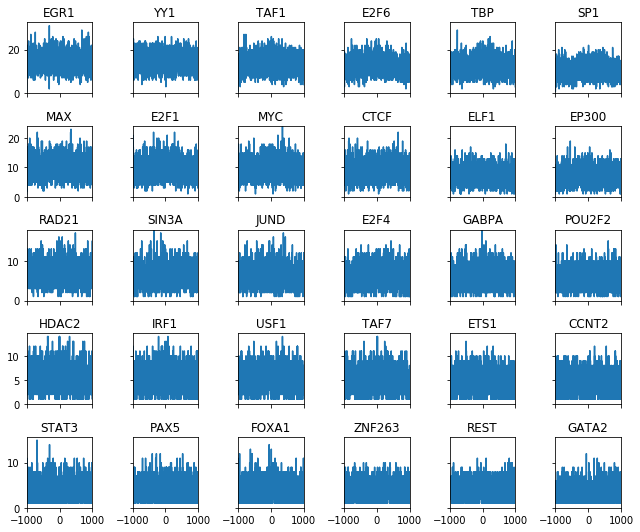 EGR1 YY1 TAF1 E2F6 TBP SP1
20
0
MAX E2F1 MYC CTCF ELF1 EP300
20
10
0
RAD21 SIN3A JUND E2F4 GABPA POU2F2
10
0
HDAC2 IRF1 USF1 TAF7 ETS1 CCNT2
10
5
0
STAT3 PAX5 FOXA1 ZNF263 REST GATA2
10
0
−1000 0 1000 −1000 0 1000 −1000 0 1000 −1000 0 1000 −1000 0 1000 −1000 0 1000